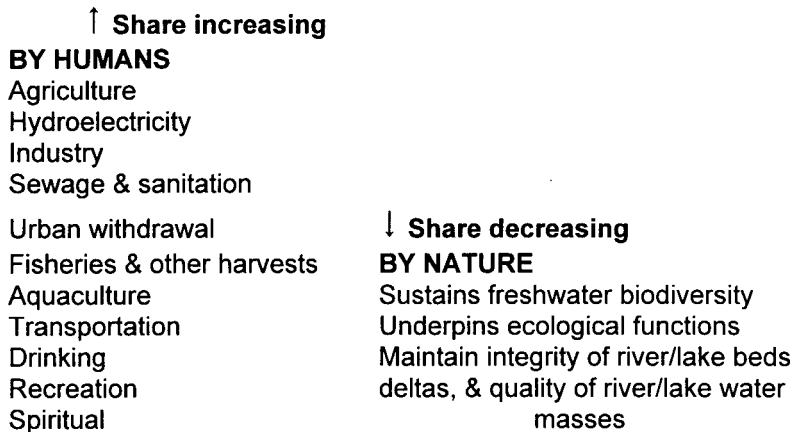 ↑ Share increasing
BY HUMANS
Agriculture
Hydroelectricity
Industry
Sewage & sanitation
Urban withdrawal
Fisheries & other harvests
Aquaculture
Transportation
Drinking
Recreation
Spiritual
↓ Share decreasing
BY NATURE
Sustains freshwater biodiversity
Underpins ecological functions
Maintain integrity of river/lake beds
deltas, & quality of river/lake water
masses